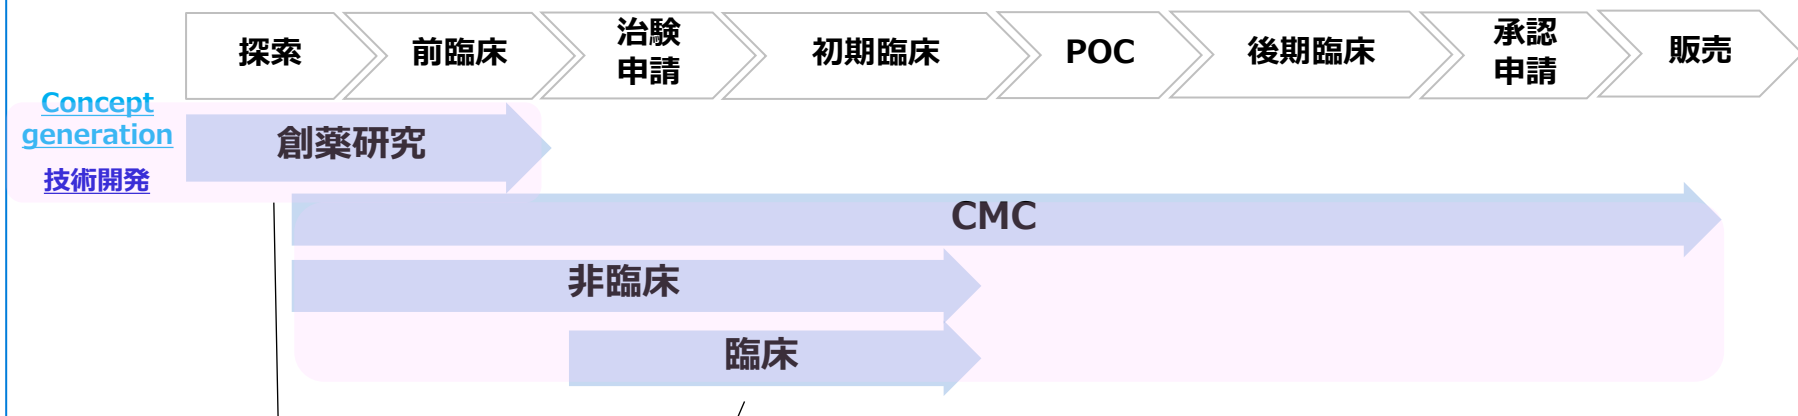 探索
前臨床
治験
申請
初期臨床
POC
後期臨床
承認
申請
販売
Concept
generation
技術開発
創薬研究
CMC
非臨床
臨床